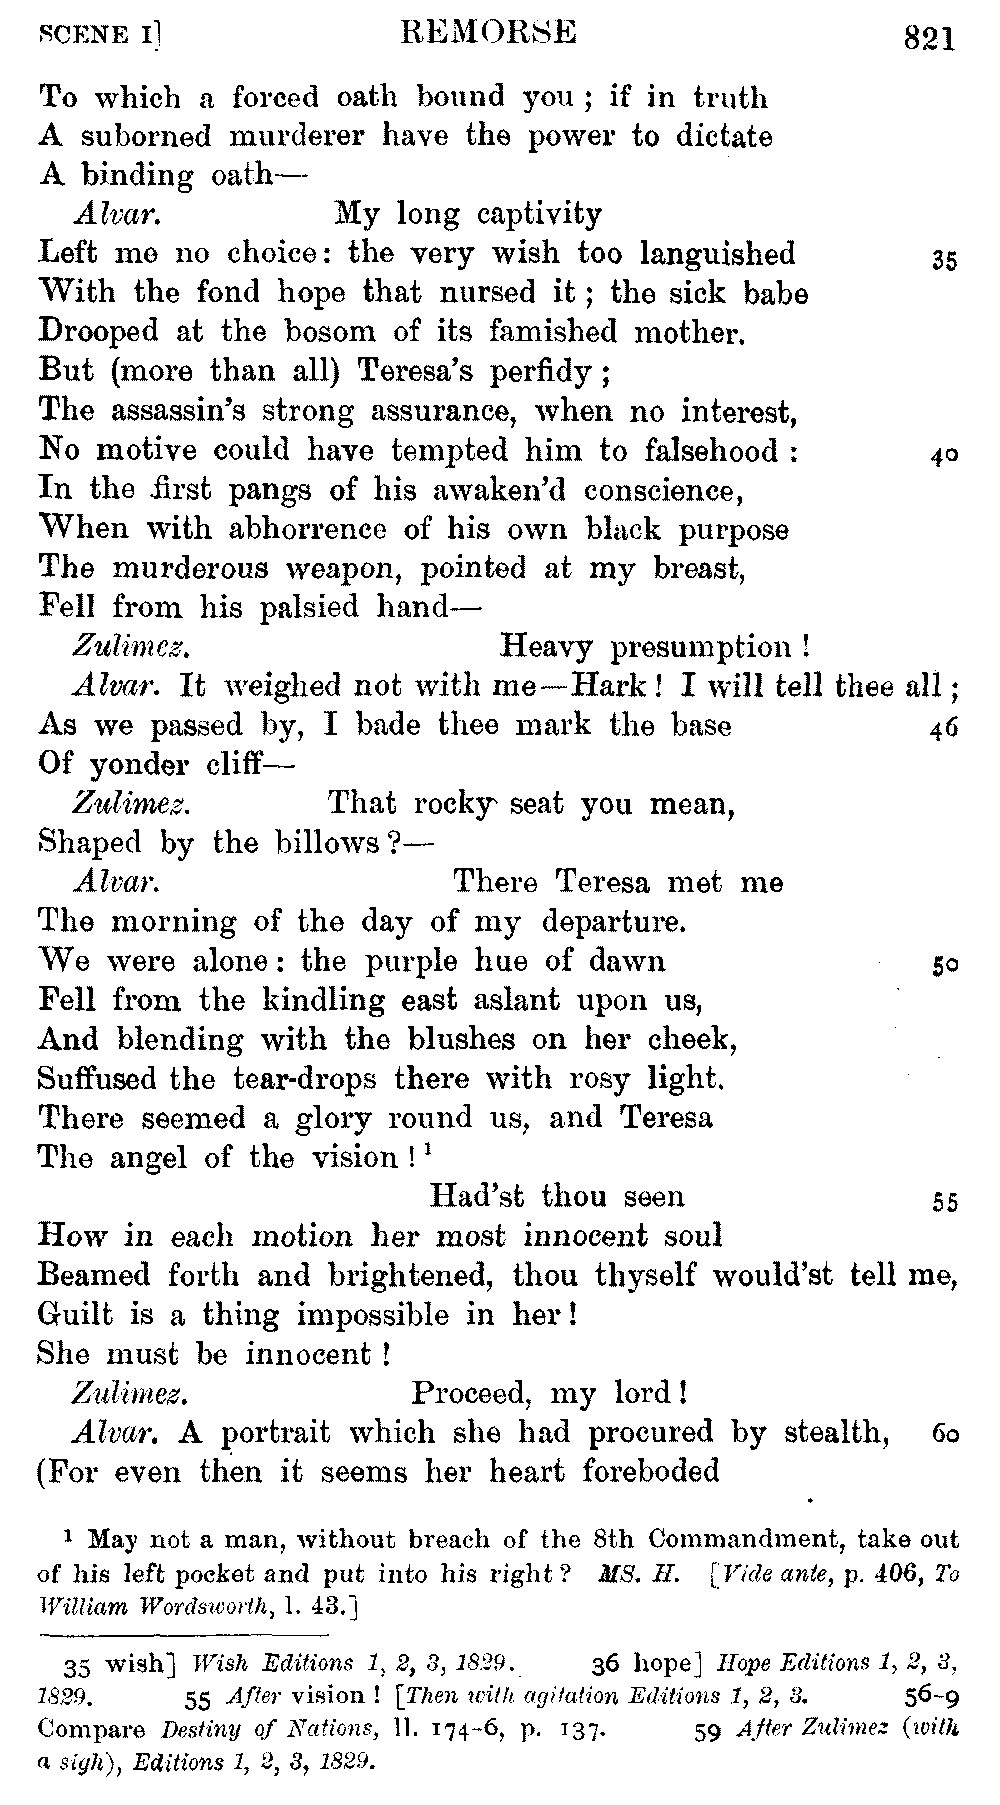 SCENE I] REMORSE 821
To which a forced oath bound you ; if in truth
A suborned murderer have the power to dictate
A binding oath—
Alvar. My long captivity
Left me no choice : the very wish too languished 35
With the fond hope that nursed it ; the sick babe
Drooped at the bosom of its famished mother.
But (more than all) Teresa's perfidy ;
The assassin's strong assurance, when no interest,
No motive could have tempted him to falsehood : 40
In the first pangs of his awaken'd conscience,
When with abhorrence of his own black purpose
The murderous weapon, pointed at my breast,
Fell from his palsied hand—
Zulimez. Heavy presumption !
Alvar. It weighed not with me—Hark ! I will tell thee all ;
As we passed by, I bade thee mark the base 46
Of yonder cliff—
Zulimez. That rocky seat you mean,
Shaped by the billows ?—
Alvar. There Teresa met me
The morning of the day of my departure.
We were alone : the purple hue of dawn 50
Fell from the kindling east aslant upon us,
And blending with the blushes on her cheek,
Suffused the tear-drops there with rosy light.
There seemed a glory round us, and Teresa
The angel of the vision ! 1
Had'st thou seen 55
How in each motion her most innocent soul
Beamed forth and brightened, thou thyself would'st tell me,
Guilt is a thing impossible in her !
She must be innocent !
Zulimez. Proceed, my lord !
Alvar. A portrait which she had procured by stealth, 60
(For even then it seems her heart foreboded
1 May not a man, without breach of the 8th Commandment, take out
of his left pocket and put into his right ? MS. H. [Vide ante, p. 406, To
William Wordsworth, l. 43.]
35 wish] Wish Editions 1, 2, 3, 1829. 36 hope] Hope Editions 1, 2, 3,
1829. 55 After vision ! [Then with agitation Editions 1, 2, 3. 56-9
Compare Destiny of Nations, ll. 174-6, p. 137. 59 After Zulimez (with
a sigh), Editions 1, 2, 3, 1829.